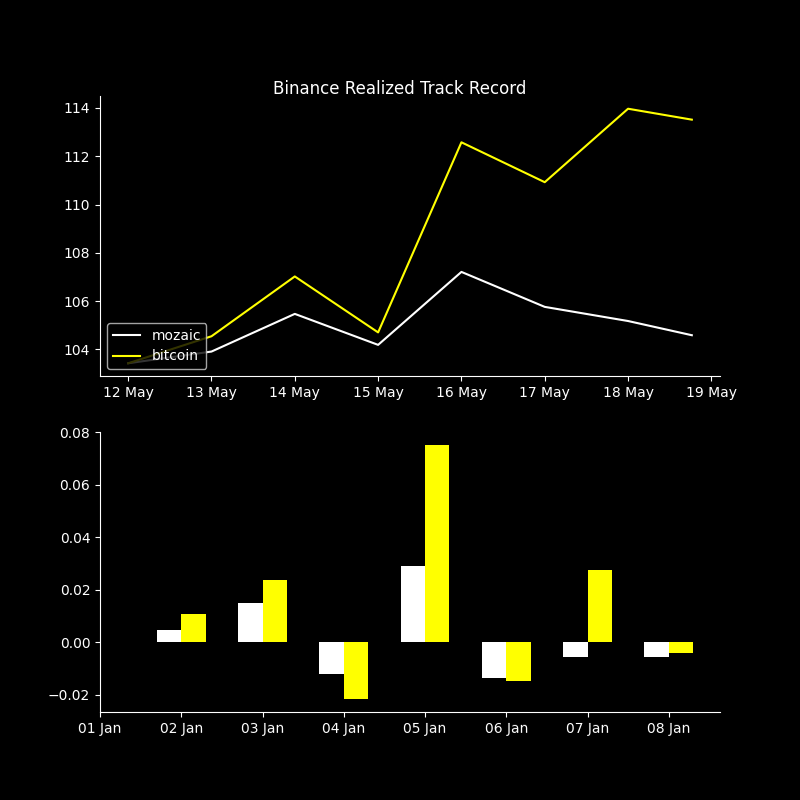 Binance Realized Track Record
114
112
110
108
106
104
mozaic
bitcoin
12 May 13 May 14 May 15 May 16 May 17 May 18 May 19 May
0.08
0.06
0.04
0.02
0.00
−0.02
01 Jan 02 Jan 03 Jan 04 Jan 05 Jan 06 Jan 07 Jan 08 Jan